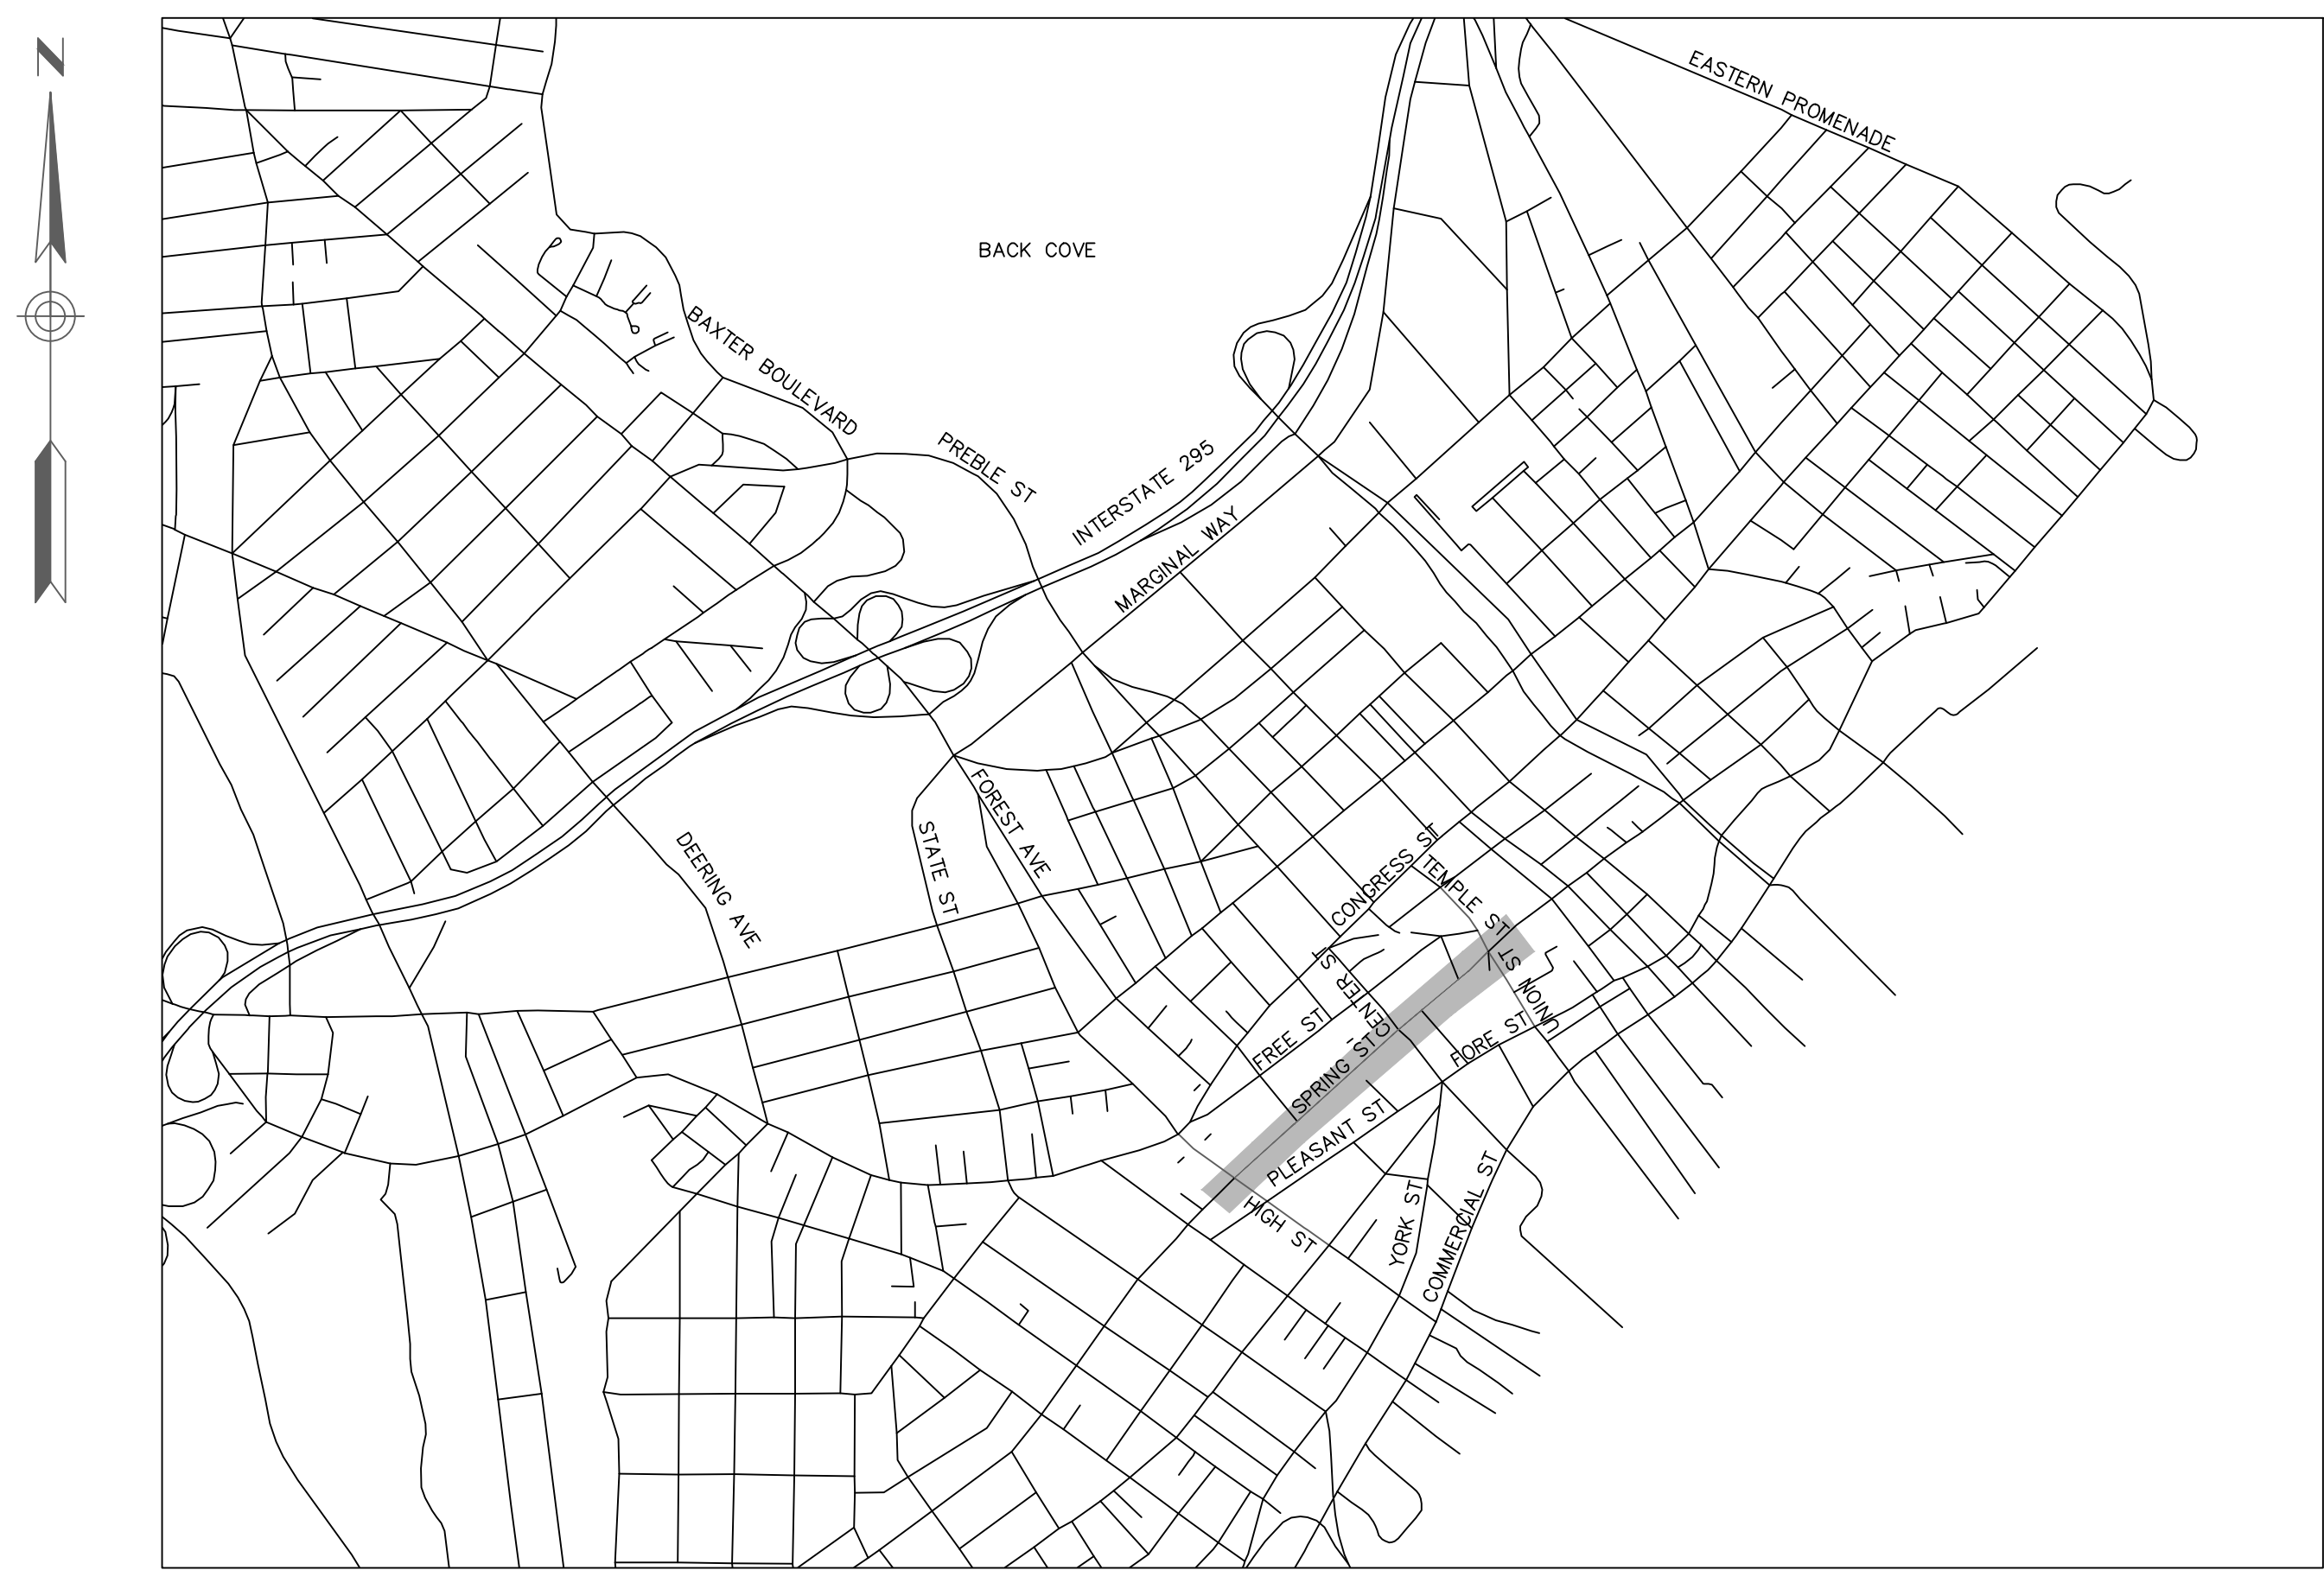 N
EASTERN PROMENADE
BACK COVE
BAXTER BOULEVARD
PREBLE ST
INTERSTATE 295
MARGINAL WAY
FOREST AVE
STATE ST
DEERING AVE
CONGRESS ST
TEMPLE ST
UNION ST
CENTER ST
FREE ST
SPRING ST
FORE ST
PLEASANT ST
HIGH ST
YORK ST
COMMERCIAL ST